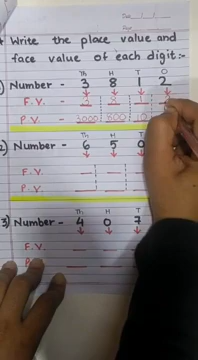 Write the place value and
face value of each digit:-
Th H T O
Number - 3 8 1 2
F. V. - 3 8 1
P. V. - 3000 800 10
2) Th H T
Number - 6 5 0
F. V. -
P. V. -
3) Th H T
Number - 4 0 7
F. V. -
P.